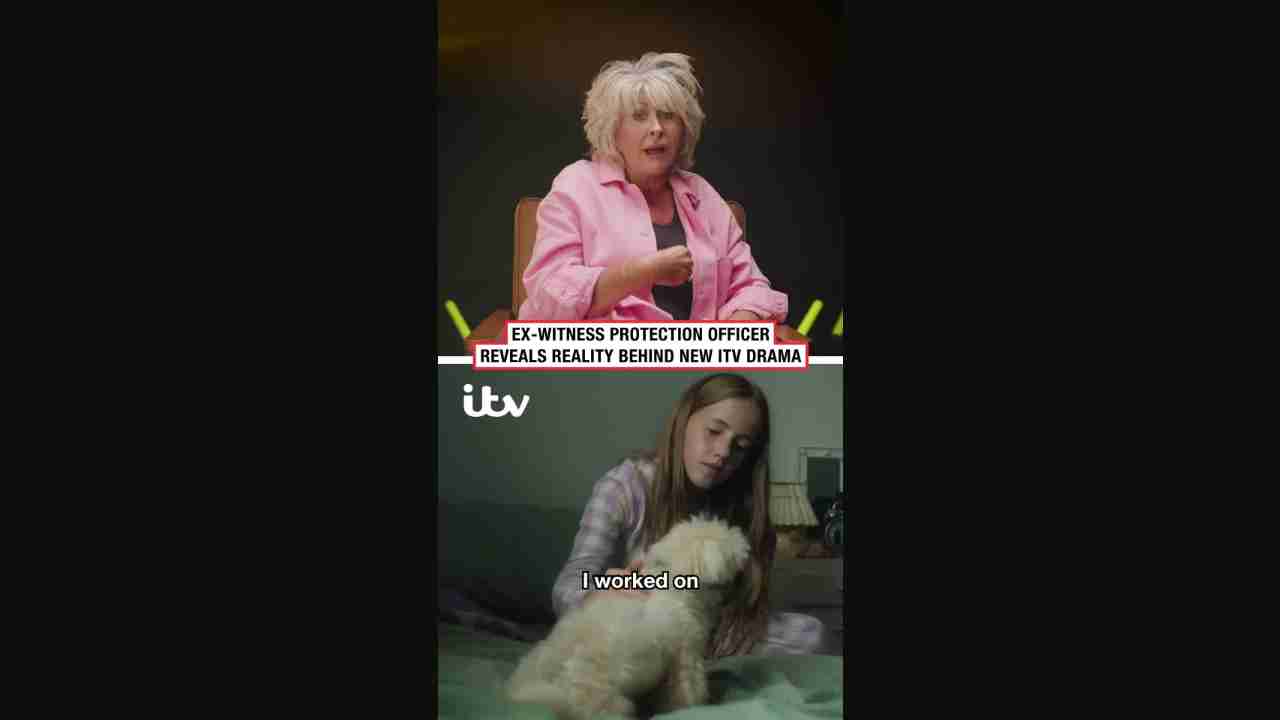 EX-WITNESS PROTECTION OFFICER
REVEALS REALITY BEHIND NEW ITV DRAMA
itv
I worked on